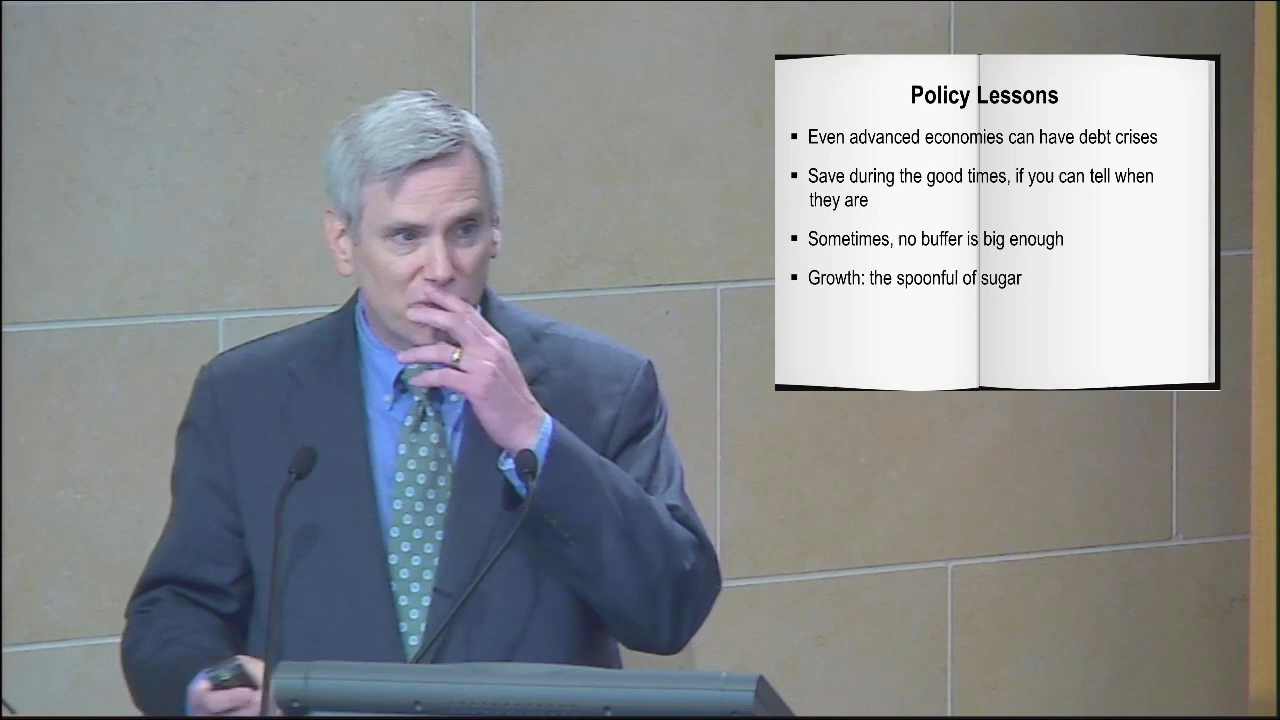 Policy Lessons
▪ Even advanced economies can have debt crises
▪ Save during the good times, if you can tell when
they are
▪ Sometimes, no buffer is big enough
▪ Growth: the spoonful of sugar